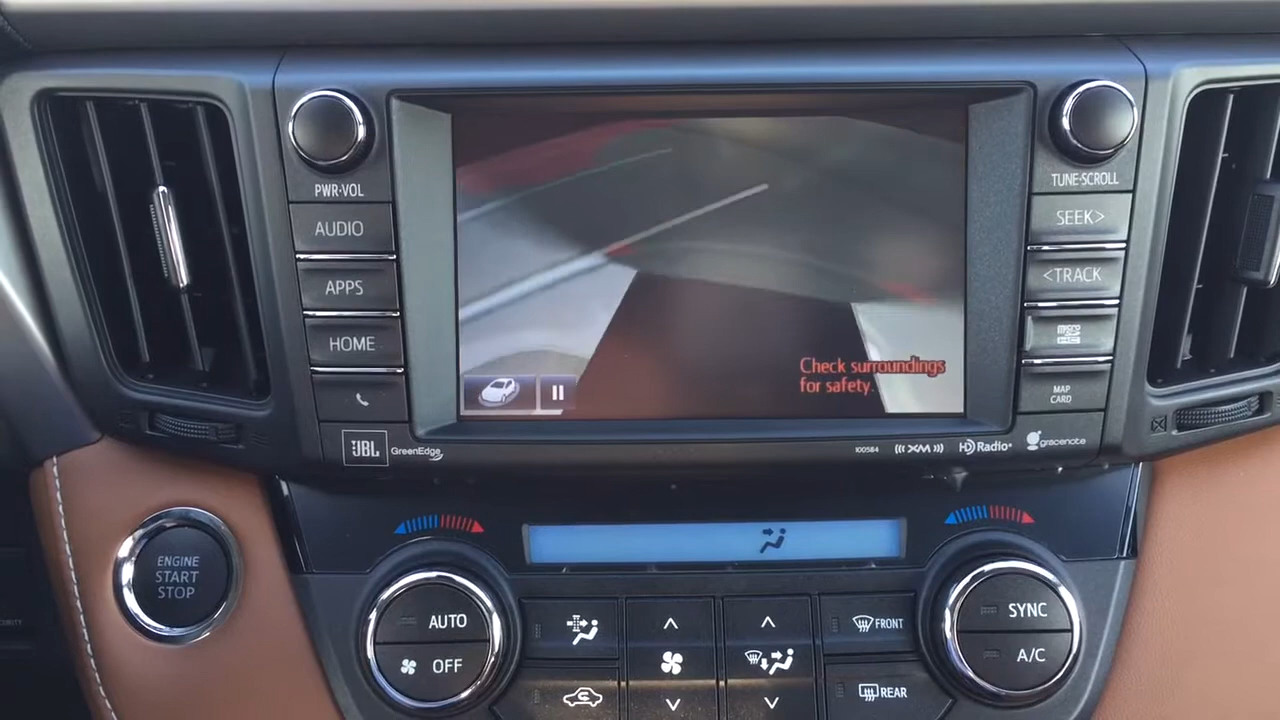 PWR·VOL
AUDIO
APPS
HOME
TUNE·SCROLL
SEEK>
<TRACK
micro
MAP
CARD
Check surroundings
for safety.
JBL GreenEdge
100584 ((XM)) HD Radio gracenote
ENGINE
START
STOP
AUTO
OFF
FRONT
REAR
SYNC
A/C